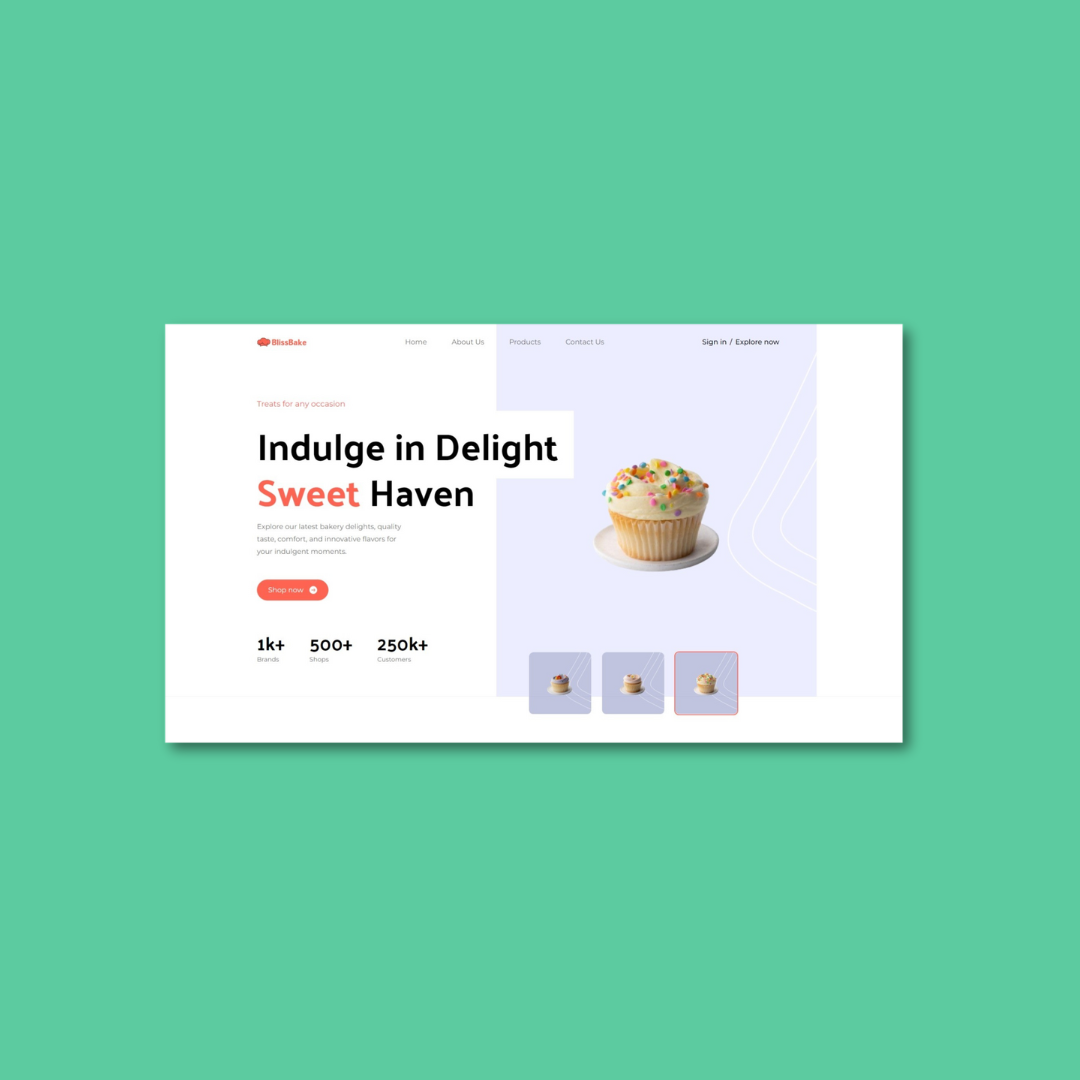 BlissBake
Home
About Us
Products
Contact Us
Sign in / Explore now
Treats for any occasion
Indulge in Delight
Sweet Haven
Explore our latest bakery delights, quality
taste, comfort, and innovative flavors for
your indulgent moments.
Shop now
1k+
Brands
500+
Shops
250k+
Customers